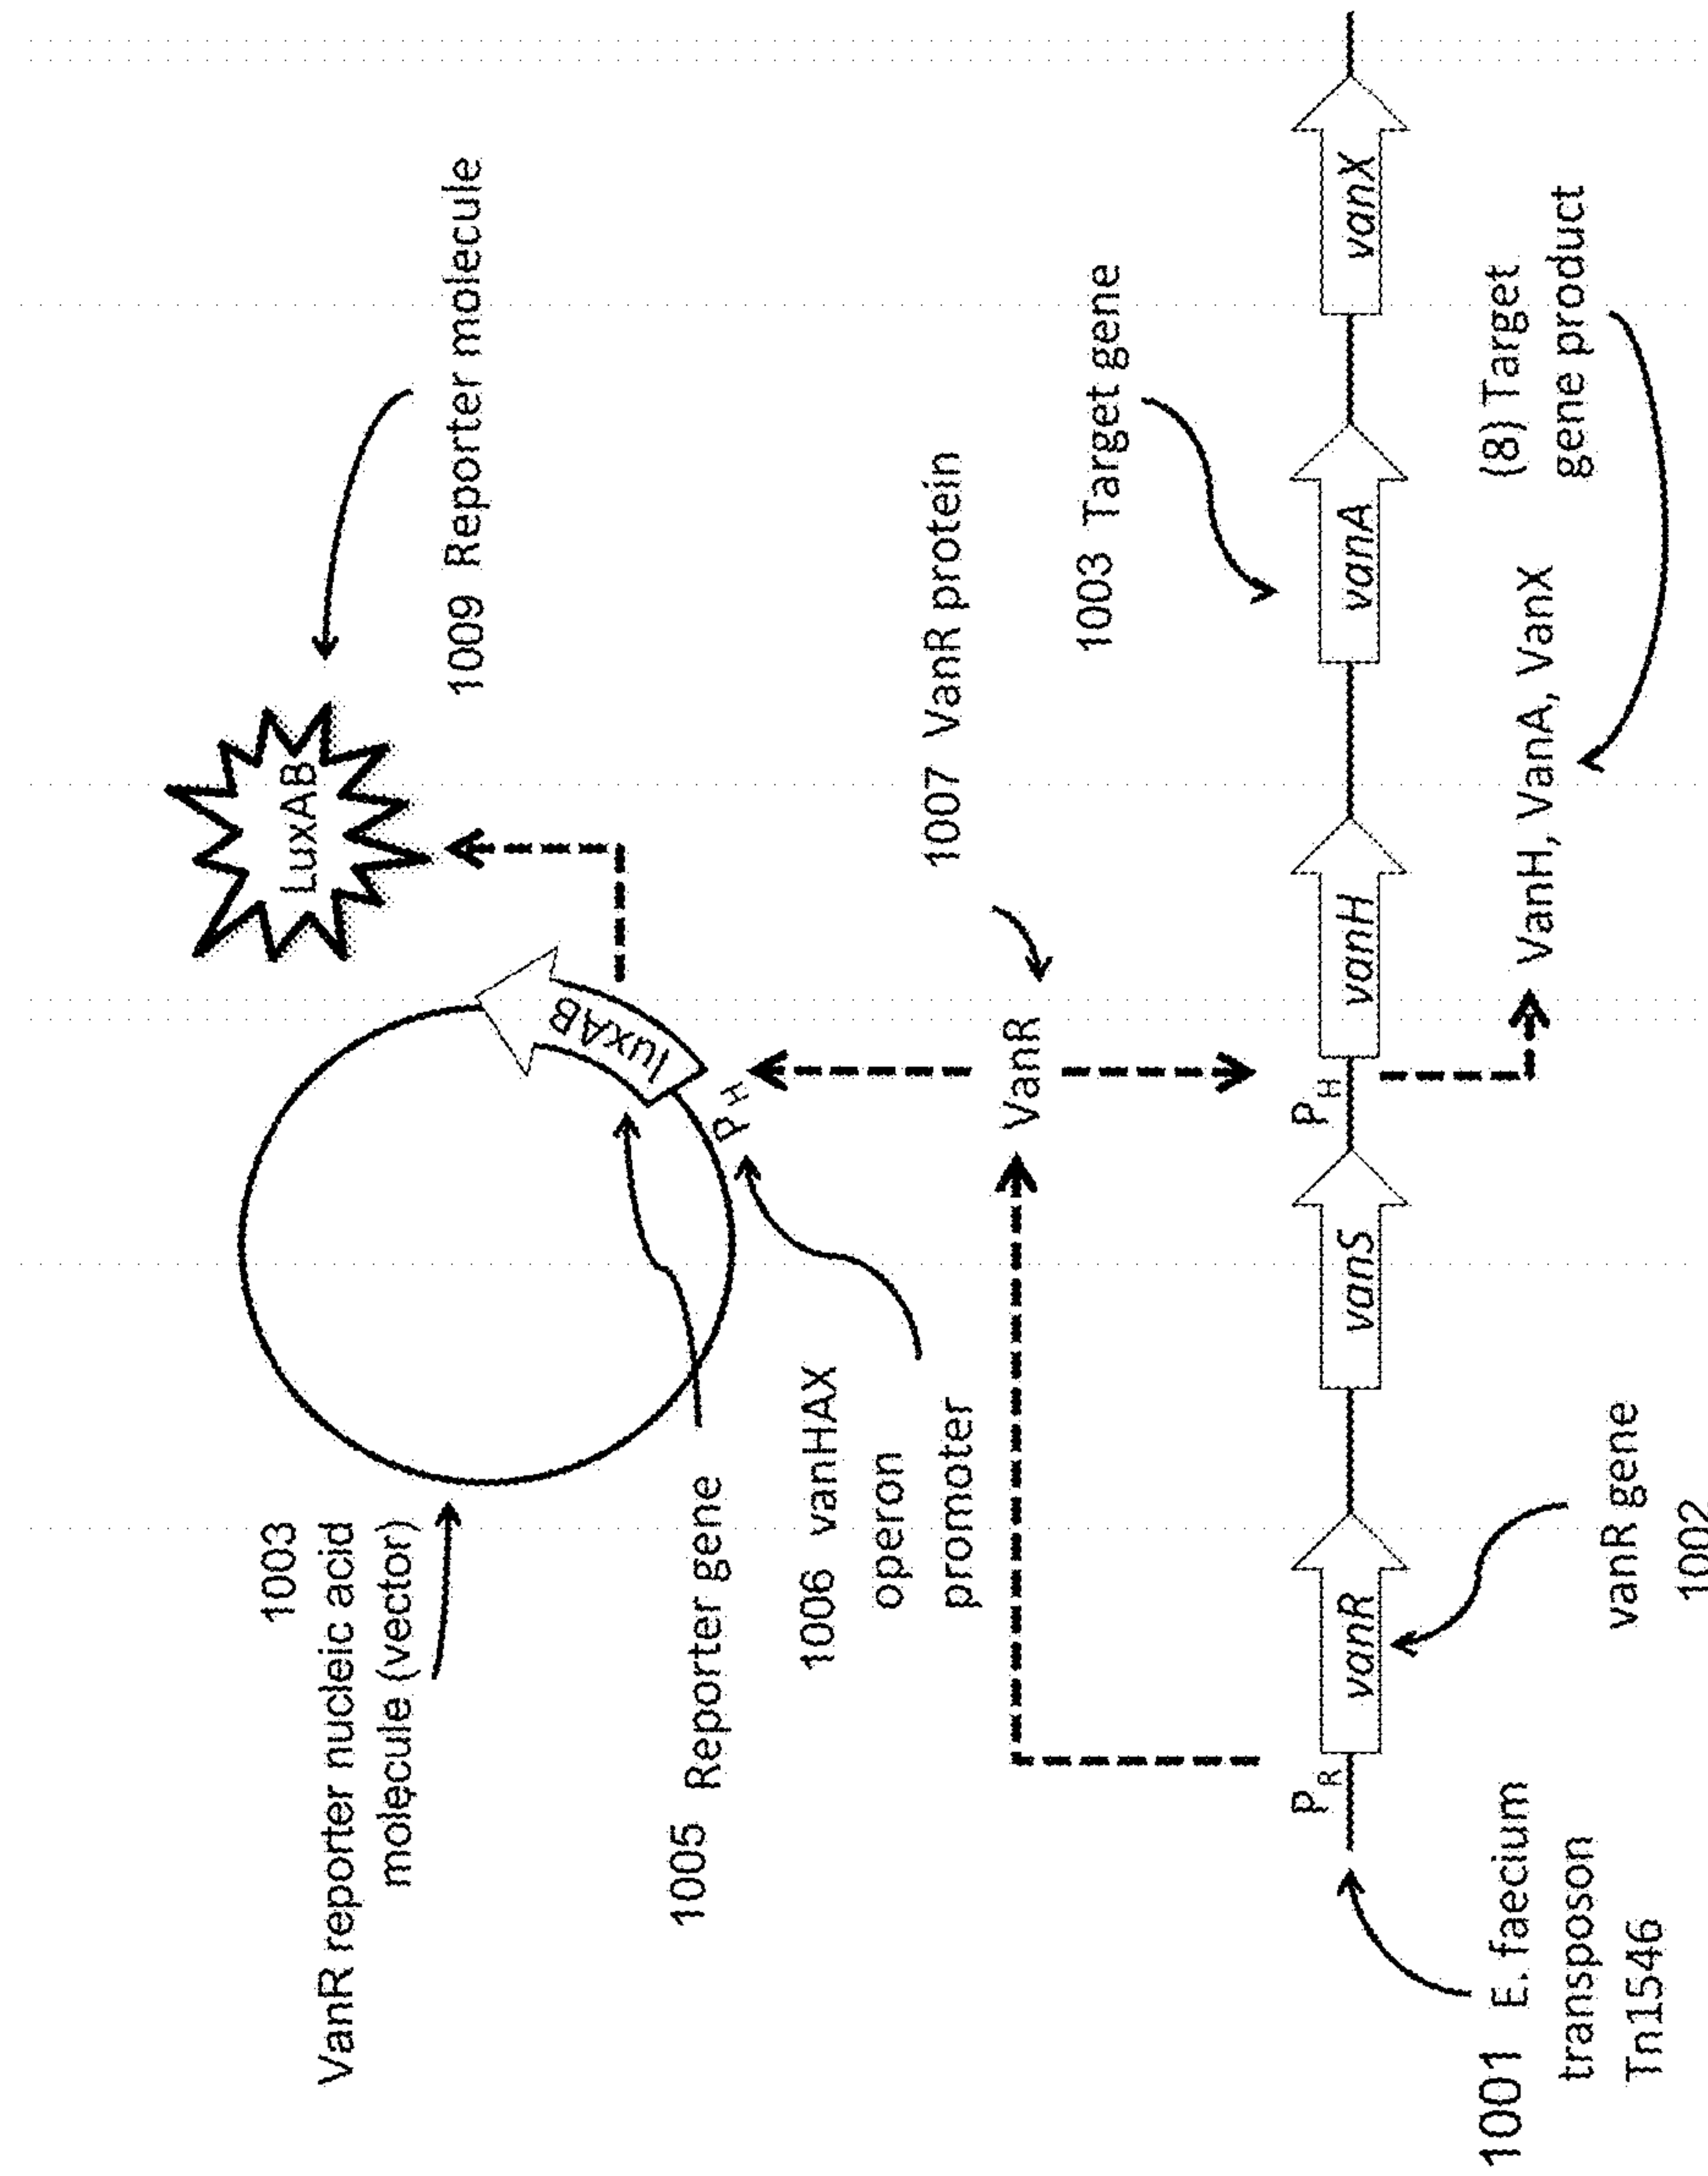 1003
VanR reporter nucleic acid
molecule (vector)
LuxAB
1009 Reporter molecule
luxAB
1005 Reporter gene
PH
1006 vanHAX
operon
promoter
VanR
1007 VanR protein
1003 Target gene
PR
vanR
vanS
PH
vanH
vanA
vanX
1001 E. faecium
transposon
Tn1546
vanR gene
1002
VanH, VanA, VanX
(8) Target
gene product